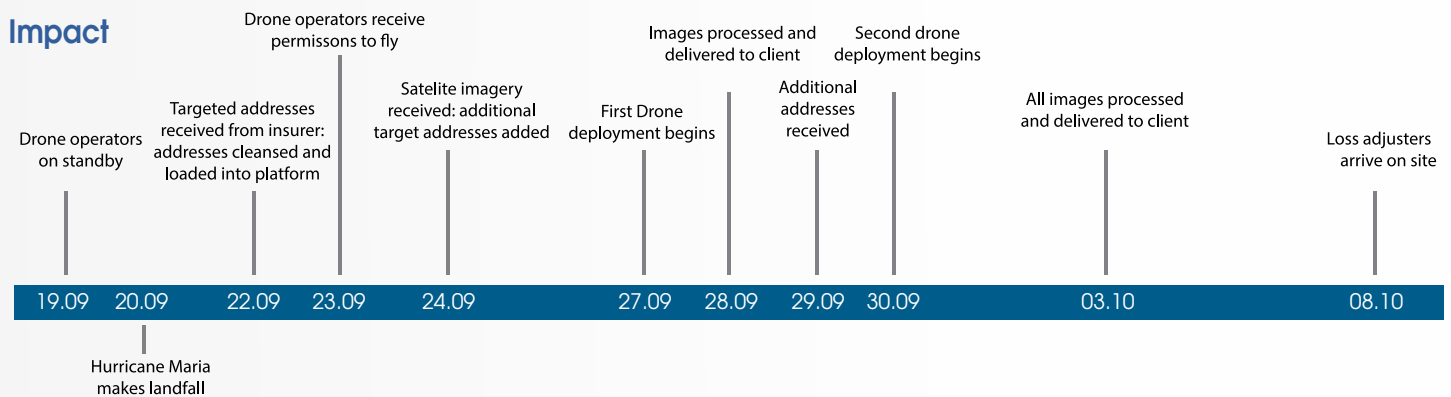 Impact
Drone operators
on standby
Targeted addresses
received from insurer:
addresses cleansed and
loaded into platform
Drone operators receive
permissons to fly
Satelite imagery
received: additional
target addresses added
First Drone
deployment begins
Images processed and
delivered to client
Additional
addresses
received
Second drone
deployment begins
All images processed
and delivered to client
Loss adjusters
arrive on site
19.09 20.09 22.09 23.09 24.09 27.09 28.09 29.09 30.09 03.10 08.10
Hurricane Maria
makes landfall